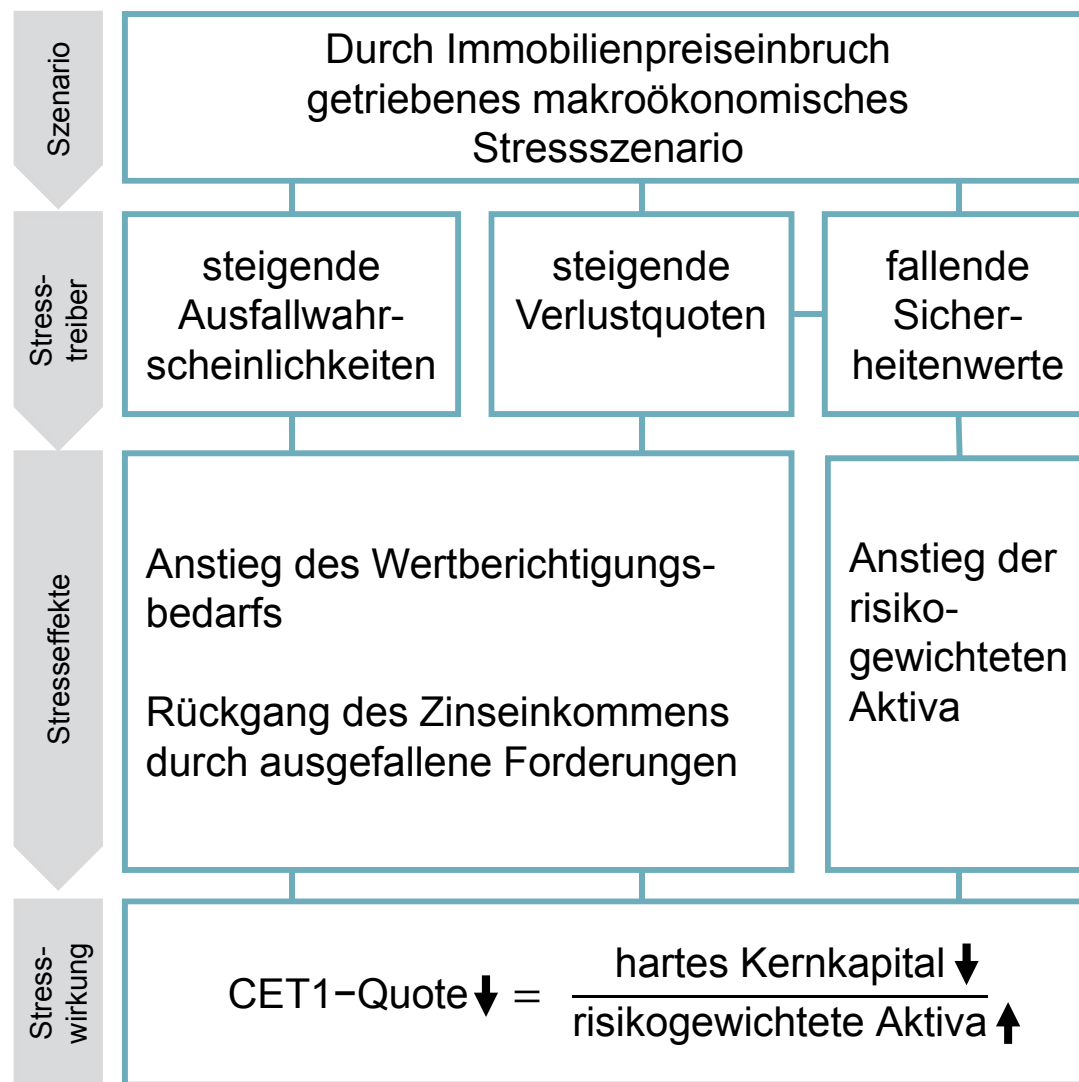 Szenario
Durch Immobilienpreiseinbruch
getriebenes makroökonomisches
Stressszenario
Stress-
treiber
steigende
Ausfallwahr-
scheinlichkeiten
steigende
Verlustquoten
fallende
Sicher-
heitenwerte
Stresseffekte
Anstieg des Wertberichtigungs-
bedarfs
Rückgang des Zinseinkommens
durch ausgefallene Forderungen
Anstieg der
risiko-
gewichteten
Aktiva
Stress-
wirkung
CET1–Quote ⬇ = hartes Kernkapital ⬇
risikogewichtete Aktiva ⬆